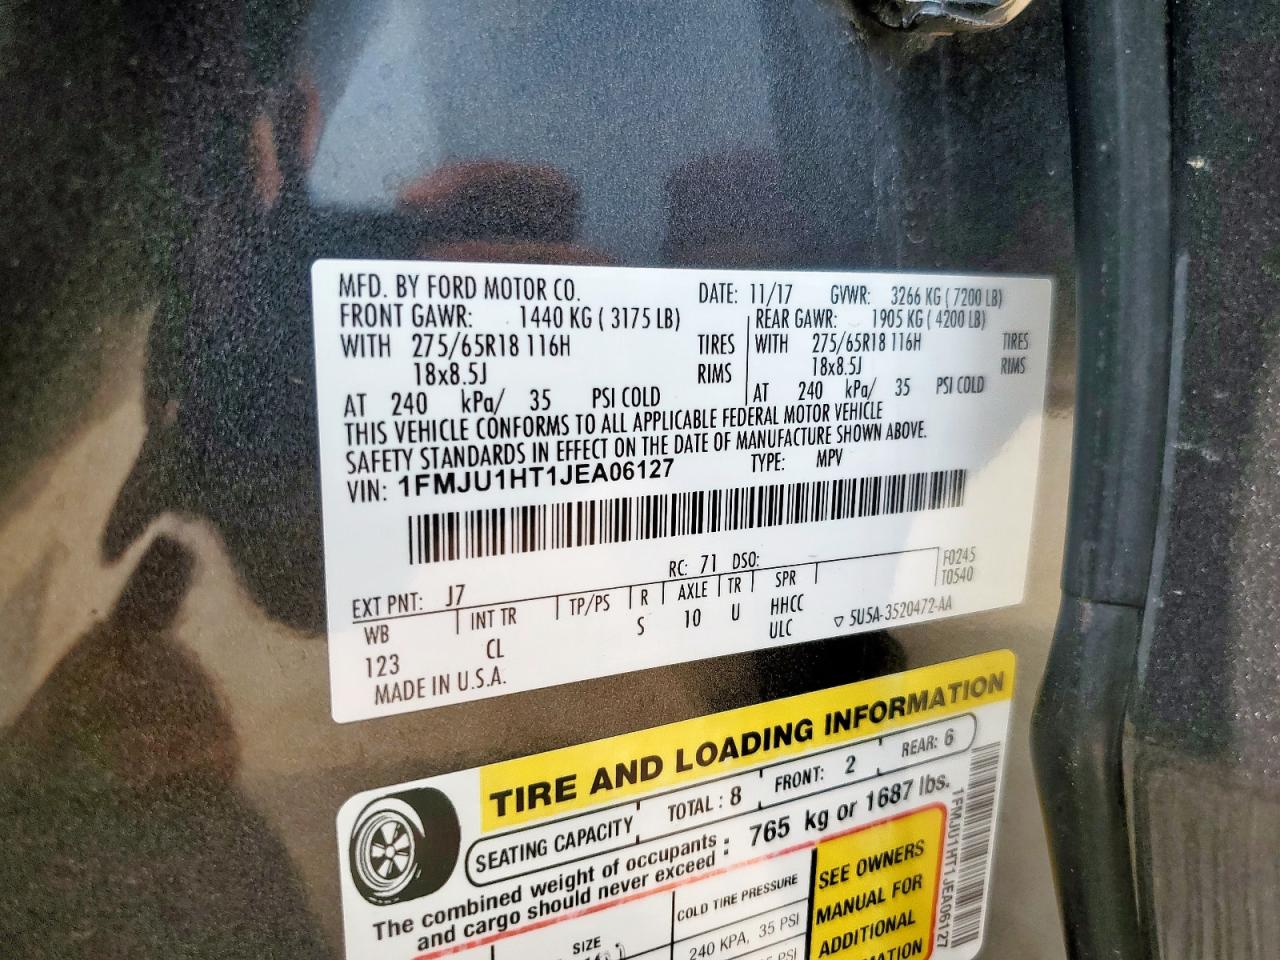 MFD. BY FORD MOTOR CO. DATE: 11/17 GVWR: 3266 KG ( 7200 LB)
FRONT GAWR: 1440 KG ( 3175 LB) REAR GAWR: 1905 KG ( 4200 LB)
WITH 275/65R18 116H TIRES WITH 275/65R18 116H TIRES
18x8.5J RIMS 18x8.5J RIMS
AT 240 kPa/ 35 PSI COLD AT 240 kPa/ 35 PSI COLD
THIS VEHICLE CONFORMS TO ALL APPLICABLE FEDERAL MOTOR VEHICLE
SAFETY STANDARDS IN EFFECT ON THE DATE OF MANUFACTURE SHOWN ABOVE.
VIN: 1FMJU1HT1JEA06127 TYPE: MPV
EXT PNT: J7 RC: 71 DSO: F0245
WB INT TR TP/PS R AXLE TR SPR T0540
123 CL S 10 U HHCC
ULC ▽ 5U5A-3520472-AA
MADE IN U.S.A.
TIRE AND LOADING INFORMATION
SEATING CAPACITY TOTAL : 8 FRONT: 2 REAR: 6
The combined weight of occupants : 765 kg or 1687 lbs.
and cargo should never exceed :
SIZE COLD TIRE PRESSURE
240 KPA, 35 PSI
PSI
SEE OWNERS
MANUAL FOR
ADDITIONAL
1FMJU1HT1JEA06127